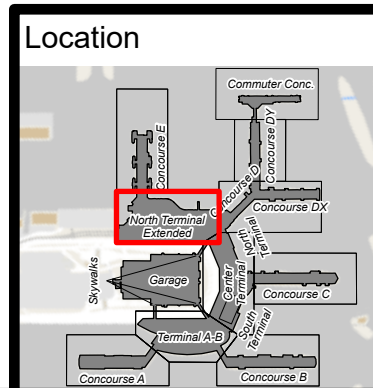 Location
Commuter Conc.
Concourse E
Concourse DY
Concourse D
Concourse DX
North Terminal
Extended
North
Terminal
Center
Terminal
Skywalks
Garage
Concourse C
South
Terminal
Terminal A-B
Concourse A
Concourse B